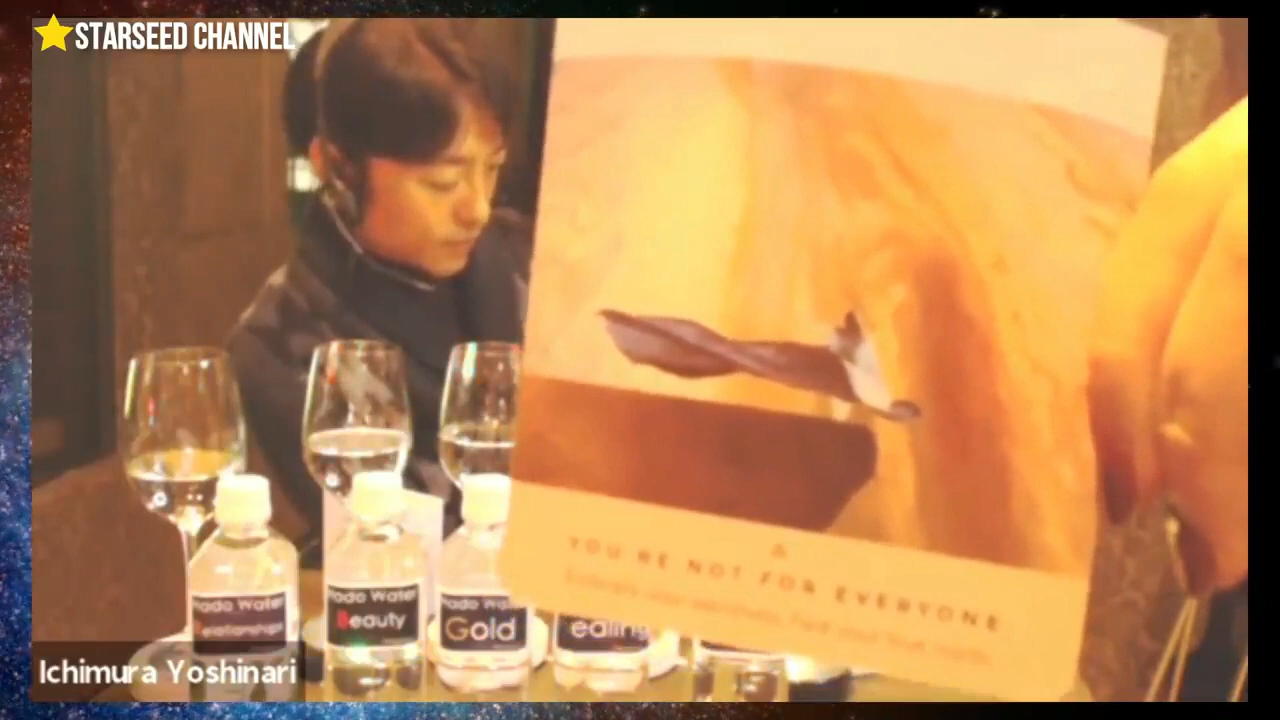 STARSEED CHANNEL
YOU'RE NOT FOR EVERYONE
Hado Water
Relationships
Hado Water
Beauty
Hado Water
Gold
ealing
Ichimura Yoshinari